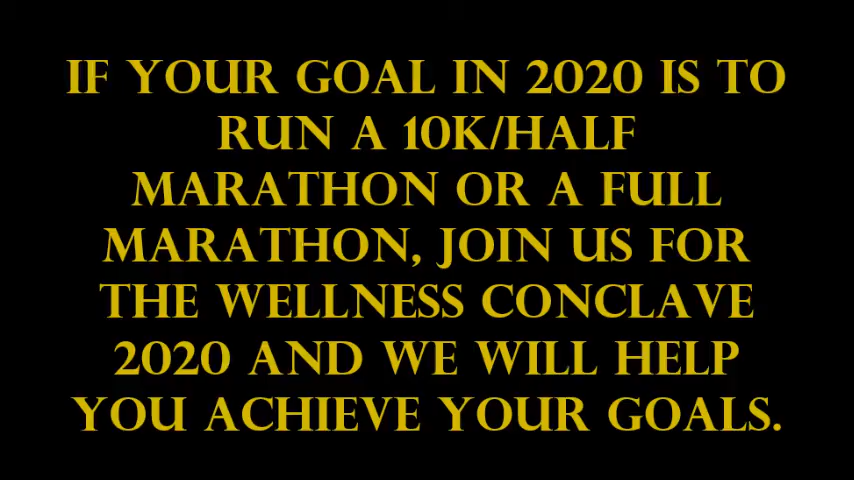 IF YOUR GOAL IN 2020 IS TO
RUN A 10K/HALF
MARATHON OR A FULL
MARATHON, JOIN US FOR
THE WELLNESS CONCLAVE
2020 AND WE WILL HELP
YOU ACHIEVE YOUR GOALS.